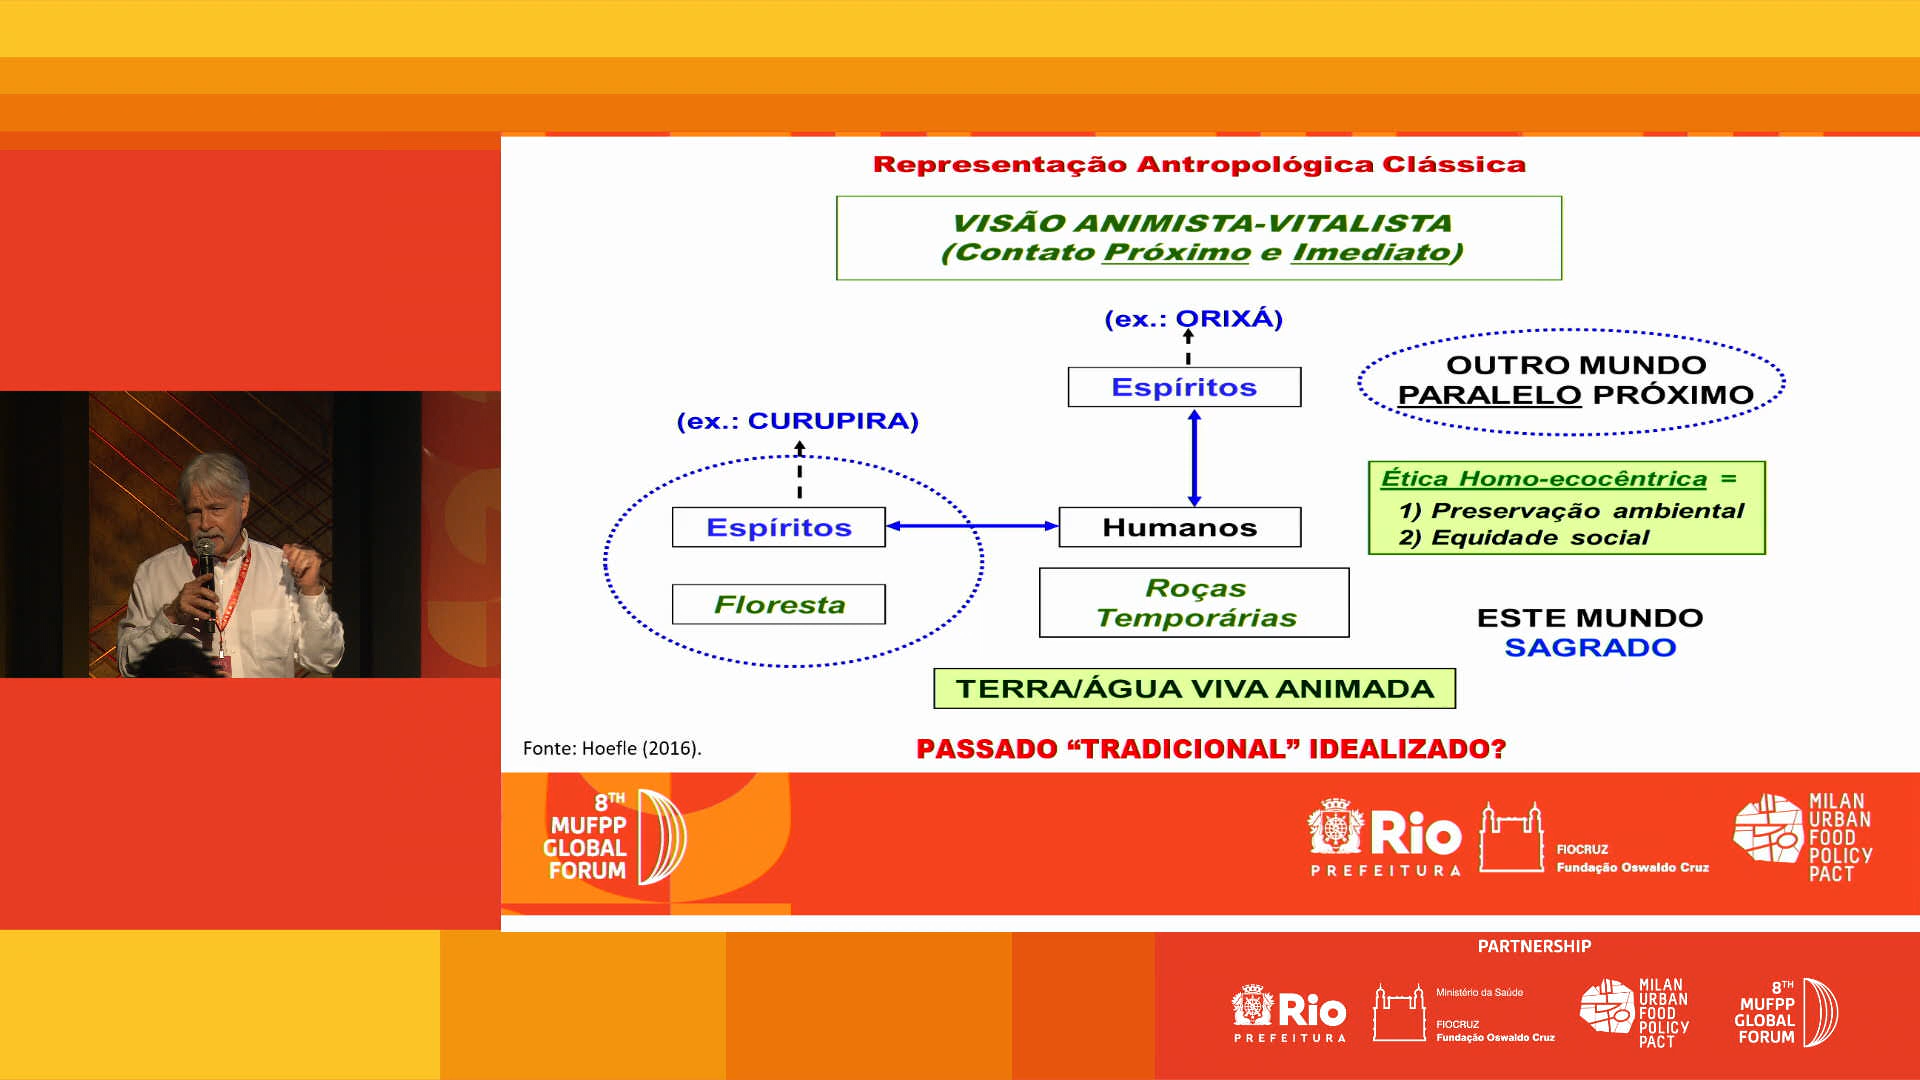 Representação Antropológica Clássica
VISÃO ANIMISTA-VITALISTA
(Contato Próximo e Imediato)
(ex.: ORIXÁ)
Espíritos
OUTRO MUNDO
PARALELO PRÓXIMO
(ex.: CURUPIRA)
Espíritos
Humanos
Ética Homo-ecocêntrica =
1) Preservação ambiental
2) Equidade social
Floresta
Roças
Temporárias
ESTE MUNDO
SAGRADO
TERRA/ÁGUA VIVA ANIMADA
Fonte: Hoefle (2016).
PASSADO “TRADICIONAL” IDEALIZADO?
8TH
MUFPP
GLOBAL
FORUM
Rio
PREFEITURA
FIOCRUZ
Fundação Oswaldo Cruz
MILAN
URBAN
FOOD
POLICY
PACT
PARTNERSHIP
Rio
PREFEITURA
Ministério da Saúde
FIOCRUZ
Fundação Oswaldo Cruz
MILAN
URBAN
FOOD
POLICY
PACT
8TH
MUFPP
GLOBAL
FORUM